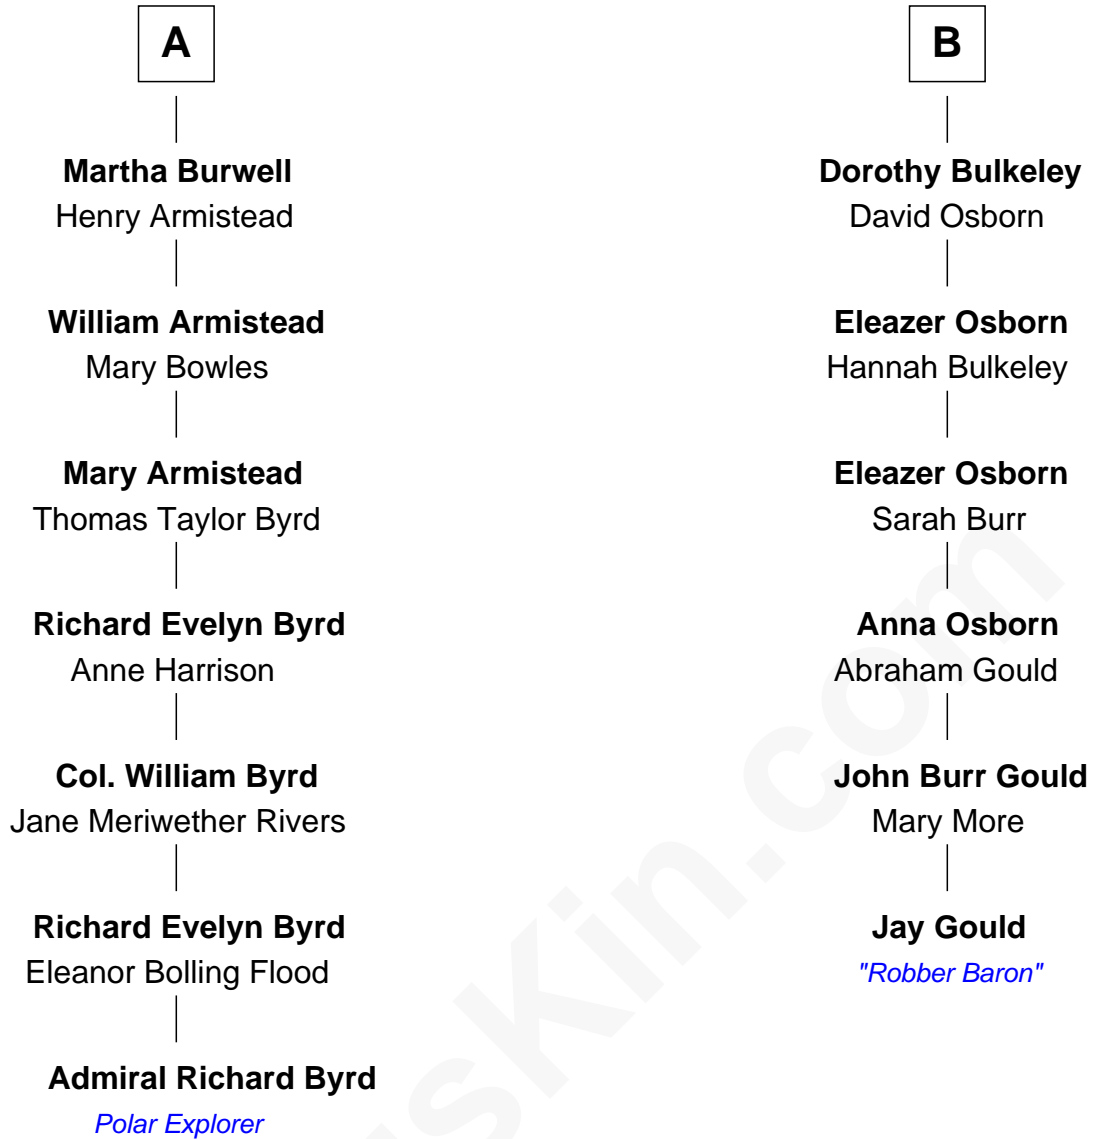 A
Martha Burwell
Henry Armistead
William Armistead
Mary Bowles
Mary Armistead
Thomas Taylor Byrd
Richard Evelyn Byrd
Anne Harrison
Col. William Byrd
Jane Meriwether Rivers
Richard Evelyn Byrd
Eleanor Bolling Flood
Admiral Richard Byrd
Polar Explorer
B
Dorothy Bulkeley
David Osborn
Eleazer Osborn
Hannah Bulkeley
Eleazer Osborn
Sarah Burr
Anna Osborn
Abraham Gould
John Burr Gould
Mary More
Jay Gould
"Robber Baron"